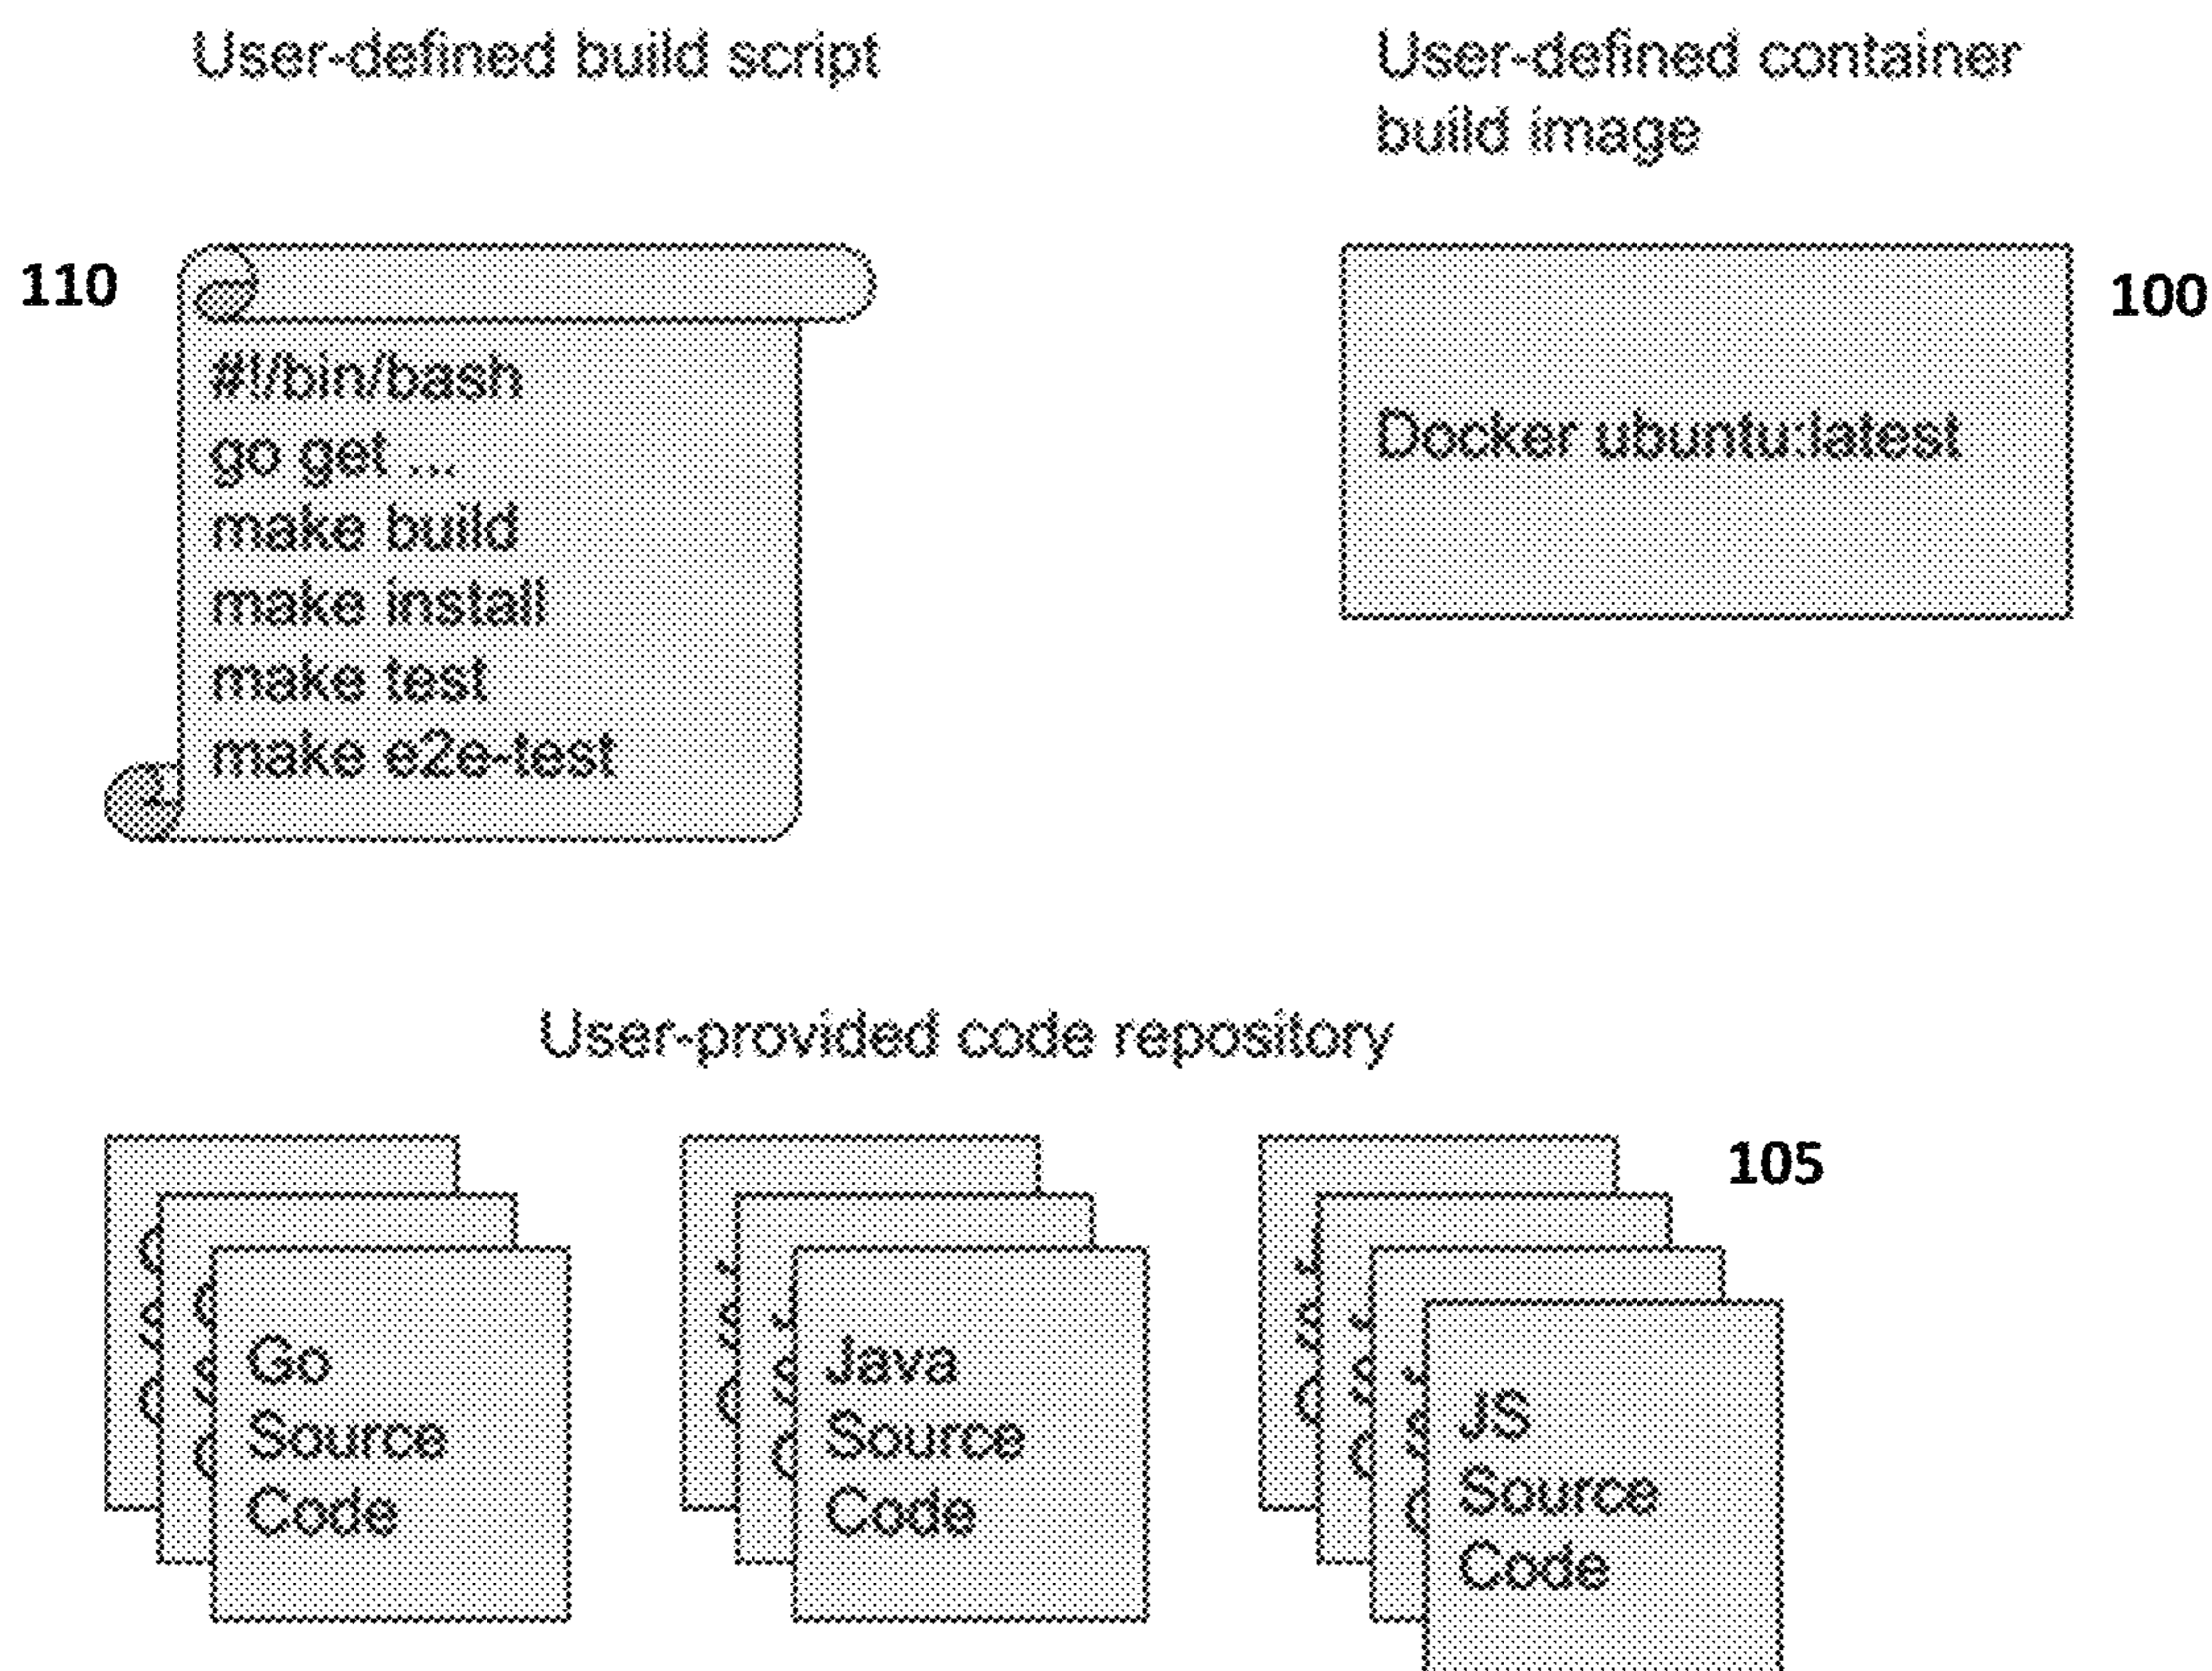 User-defined build script
User-defined container
build image
110
#!/bin/bash
go get ...
make build
make install
make test
make e2e-test
100
Docker ubuntu:latest
User-provided code repository
105
Go
Source
Code
Java
Source
Code
JS
Source
Code